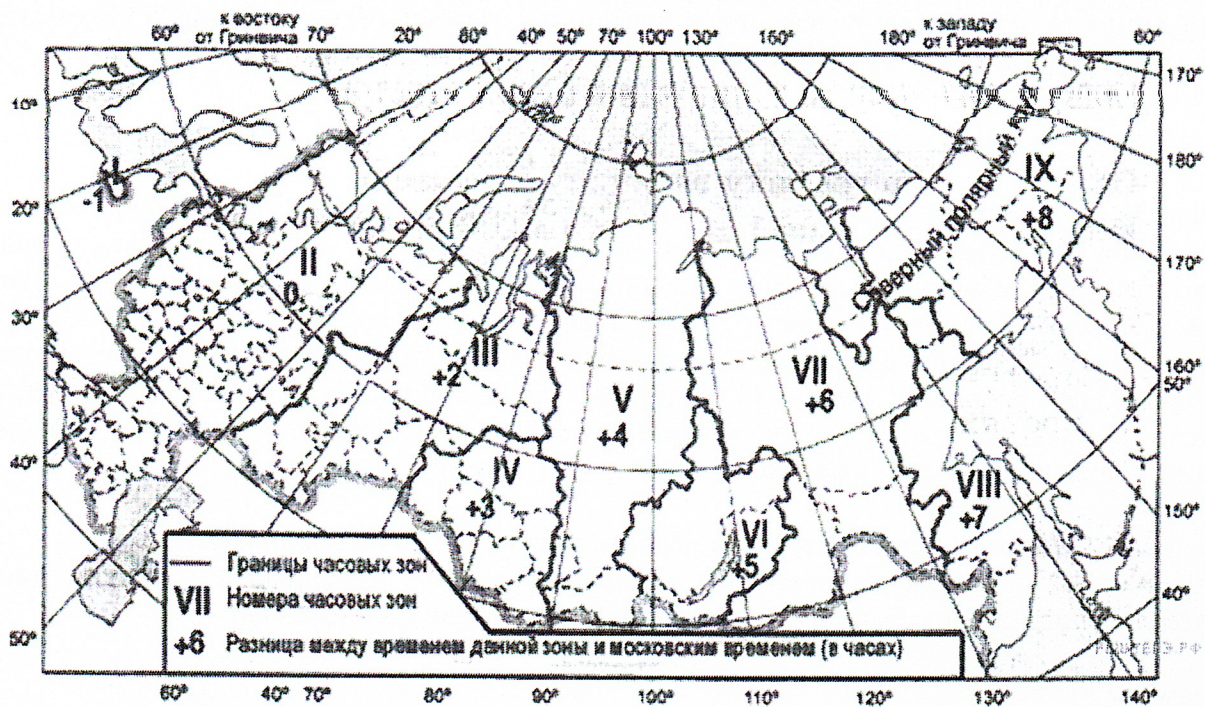 к востоку
от Гринвича
к западу
от Гринвича
60° 70° 20° 80° 40° 50° 70° 100° 130° 160° 180° 60°
170°
10°
180°
Северный полярный круг
IX
+8
I
-1
20°
170°
II
0
30°
III
+2
VII
+6
160°
50°
V
+4
40°
IV
+3
VIII
+7
VI
+5
150°
40°
50°
Границы часовых зон
VII Номера часовых зон
+6 Разница между временем данной зоны и московским временем (в часах)
60° 40° 70° 80° 90° 100° 110° 120° 130° 140°